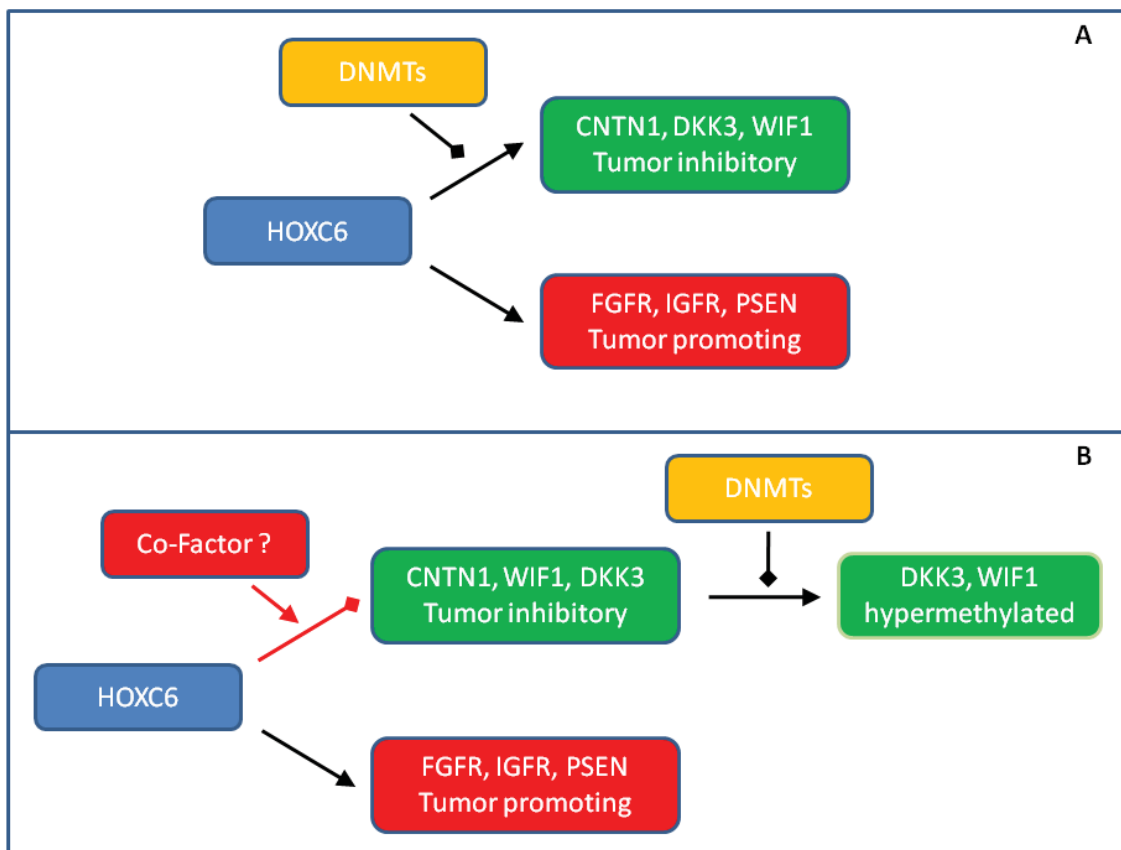 A
DNMTs
CNTN1, DKK3, WIF1
Tumor inhibitory
HOXC6
FGFR, IGFR, PSEN
Tumor promoting
B
DNMTs
Co-Factor ?
CNTN1, WIF1, DKK3
Tumor inhibitory
DKK3, WIF1
hypermethylated
HOXC6
FGFR, IGFR, PSEN
Tumor promoting